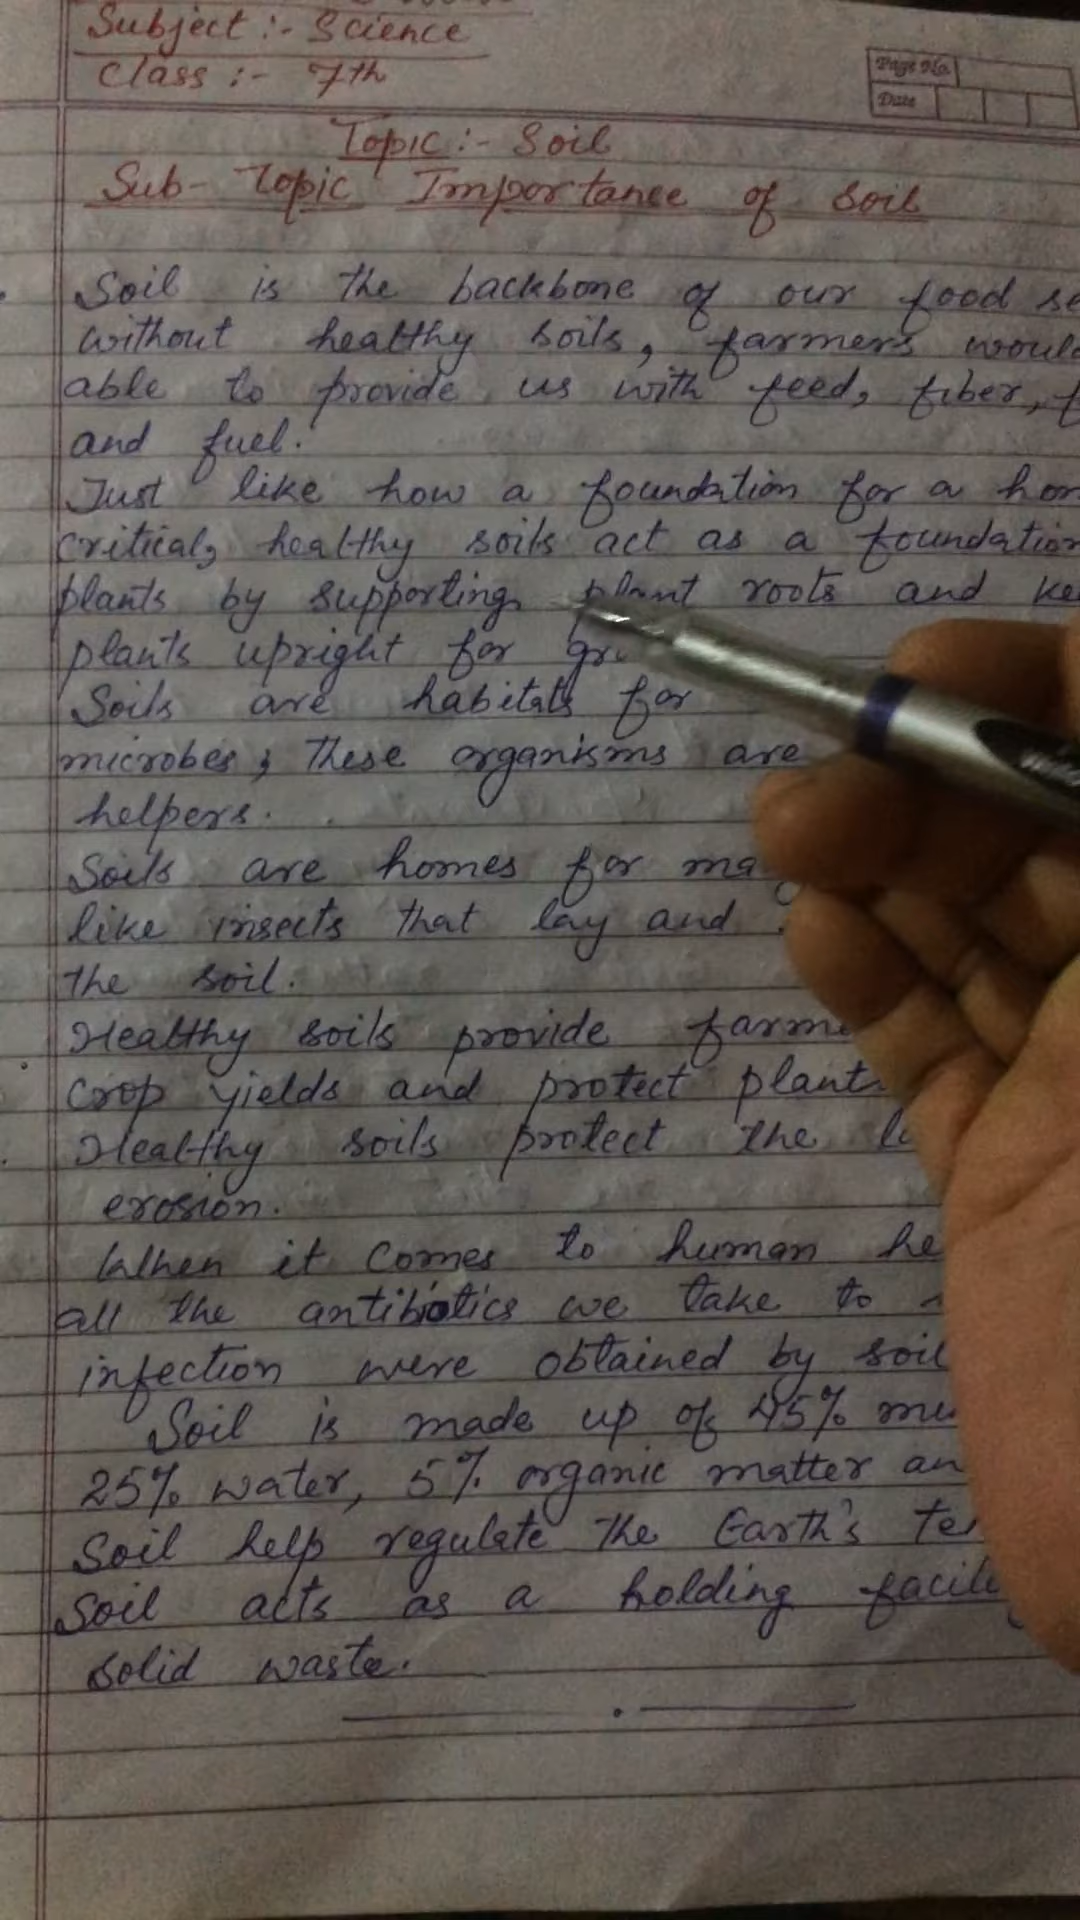 Subject :- Science
Class :- 7th
Page No.
Date
Topic :- Soil
Sub- Topic Importance of soil
Soil is the backbone of our food
without healthy soils, farmers
able to provide us with feed, fiber,
and fuel.
Just like how a foundation for a
critical, healthy soils act as a foundation
plants by supporting plant roots and
plants upright for
Soils are habitats for
microbes, these organisms are
helpers.
Soils are homes for
like insects that lay and
the soil.
Healthy soils provide
crop yields and protect
Healthy soils protect the
erosion.
When it comes to human
all the antibiotics we take to
infection were obtained by soil
Soil is made up of 45%
25% water, 5% organic matter
Soil help regulate the Earth's
Soil acts as a holding
solid waste.